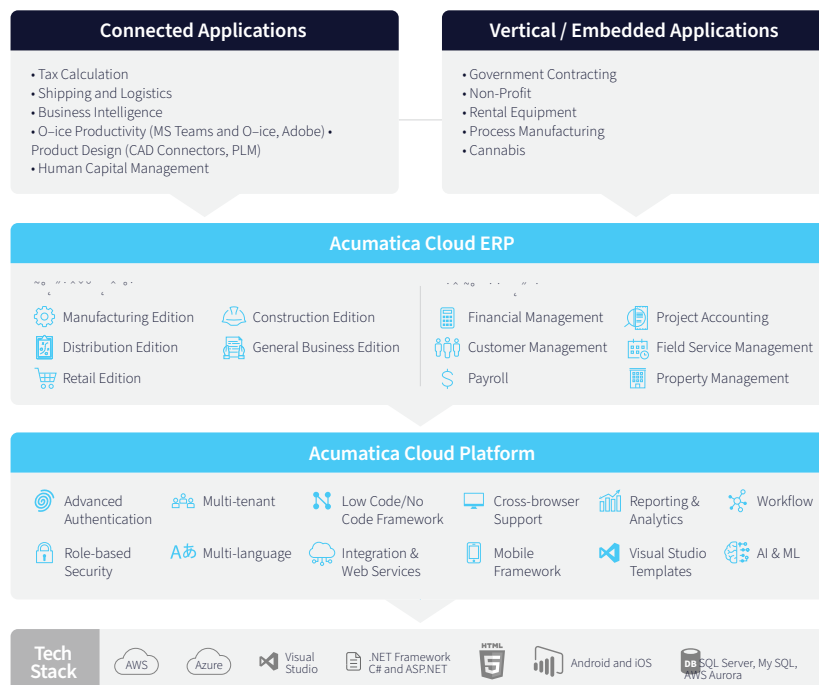 Connected Applications
• Tax Calculation
• Shipping and Logistics
• Business Intelligence
• O–ice Productivity (MS Teams and O–ice, Adobe) •
Product Design (CAD Connectors, PLM)
• Human Capital Management
Vertical / Embedded Applications
• Government Contracting
• Non-Profit
• Rental Equipment
• Process Manufacturing
• Cannabis
Acumatica Cloud ERP
Manufacturing Edition
Construction Edition
Distribution Edition
General Business Edition
Retail Edition
Financial Management
Project Accounting
Customer Management
Field Service Management
Payroll
Property Management
Acumatica Cloud Platform
Advanced
Authentication
Multi-tenant
Low Code/No
Code Framework
Cross-browser
Support
Reporting &
Analytics
Workflow
Role-based
Security
Aあ
Multi-language
Integration &
Web Services
Mobile
Framework
Visual Studio
Templates
AI & ML
Tech
Stack
AWS
Azure
Visual
Studio
.NET Framework
C# and ASP.NET
HTML
5
Android and iOS
DB
SQL Server, My SQL,
AWS Aurora